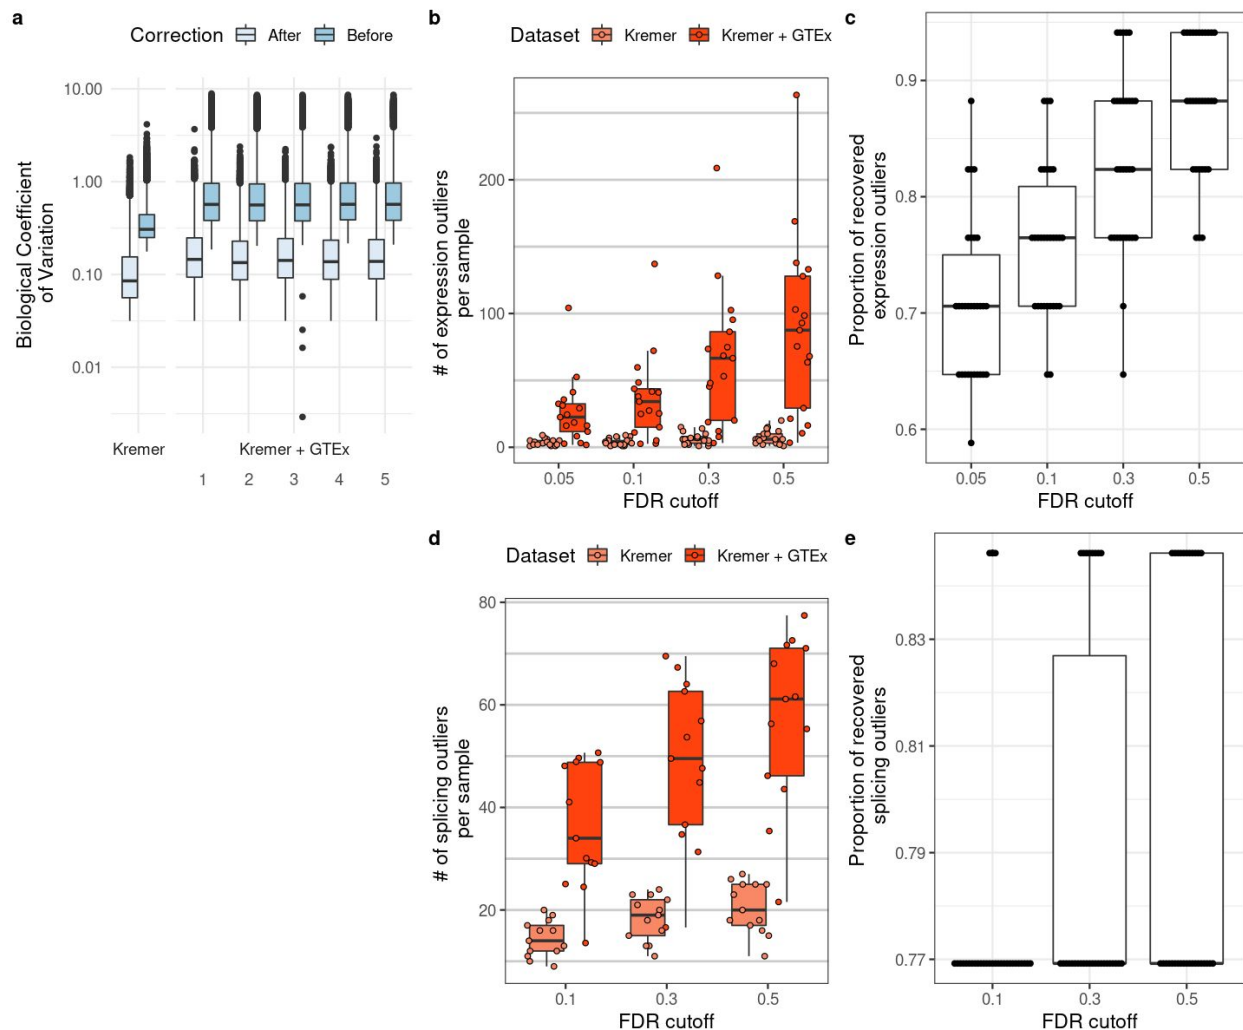 a
Correction After Before
Biological Coefficient
of Variation
10.00
1.00
0.10
0.01
Kremer
Kremer + GTEx
1 2 3 4 5
b
Dataset Kremer Kremer + GTEx
# of expression outliers
per sample
200
100
0
0.05 0.1 0.3 0.5
FDR cutoff
c
Proportion of recovered
expression outliers
0.9
0.8
0.7
0.6
0.05 0.1 0.3 0.5
FDR cutoff
d
Dataset Kremer Kremer + GTEx
# of splicing outliers
per sample
80
60
40
20
0.1 0.3 0.5
FDR cutoff
e
Proportion of recovered
splicing outliers
0.83
0.81
0.79
0.77
0.1 0.3 0.5
FDR cutoff